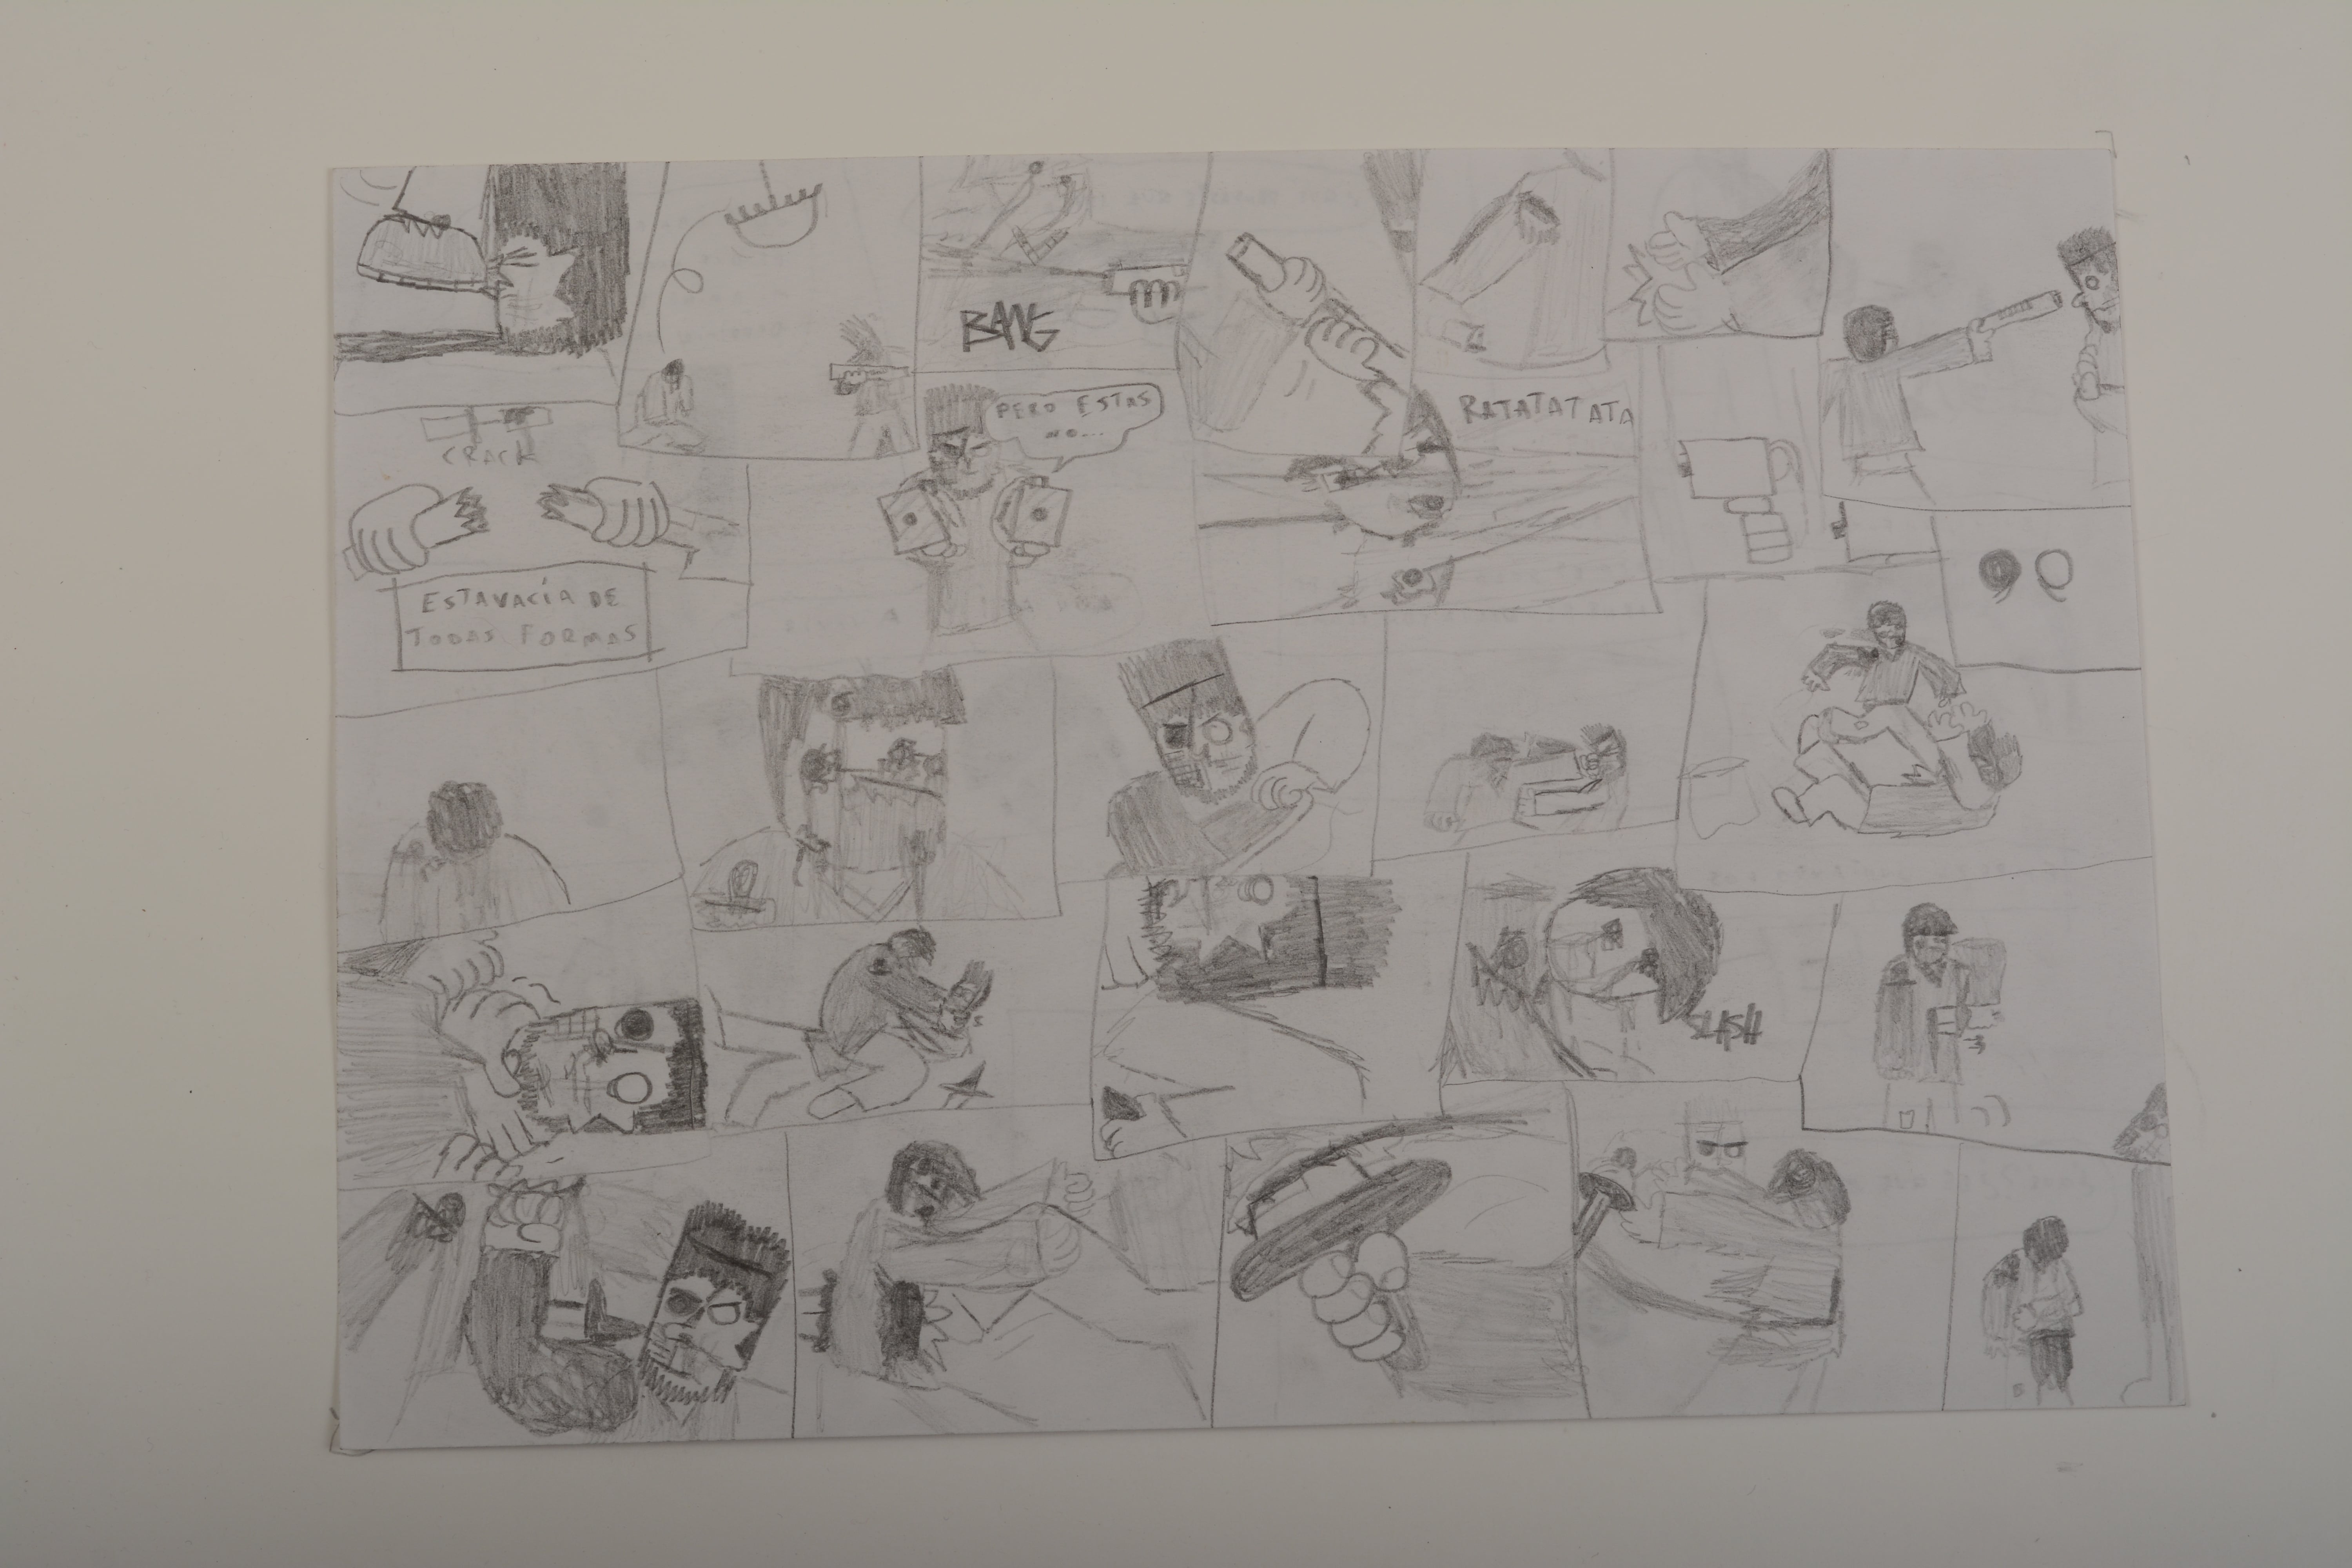 BANG
PERO ESTAS
NO...
RATATATATA
CRACK
ESTAVACÍA DE
TODAS FORMAS
SLASH